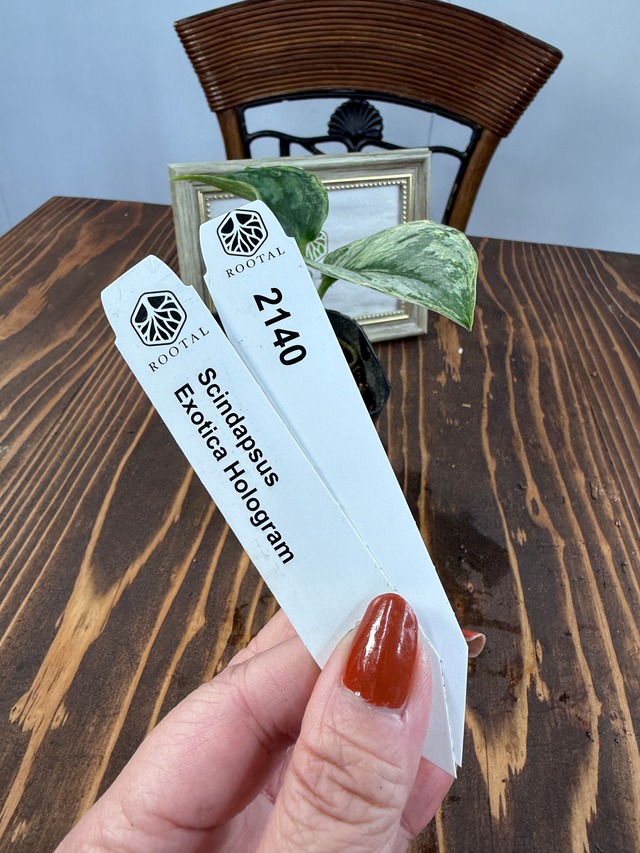 ROOTAL
Scindapsus
Exotica Hologram
ROOTAL
2140